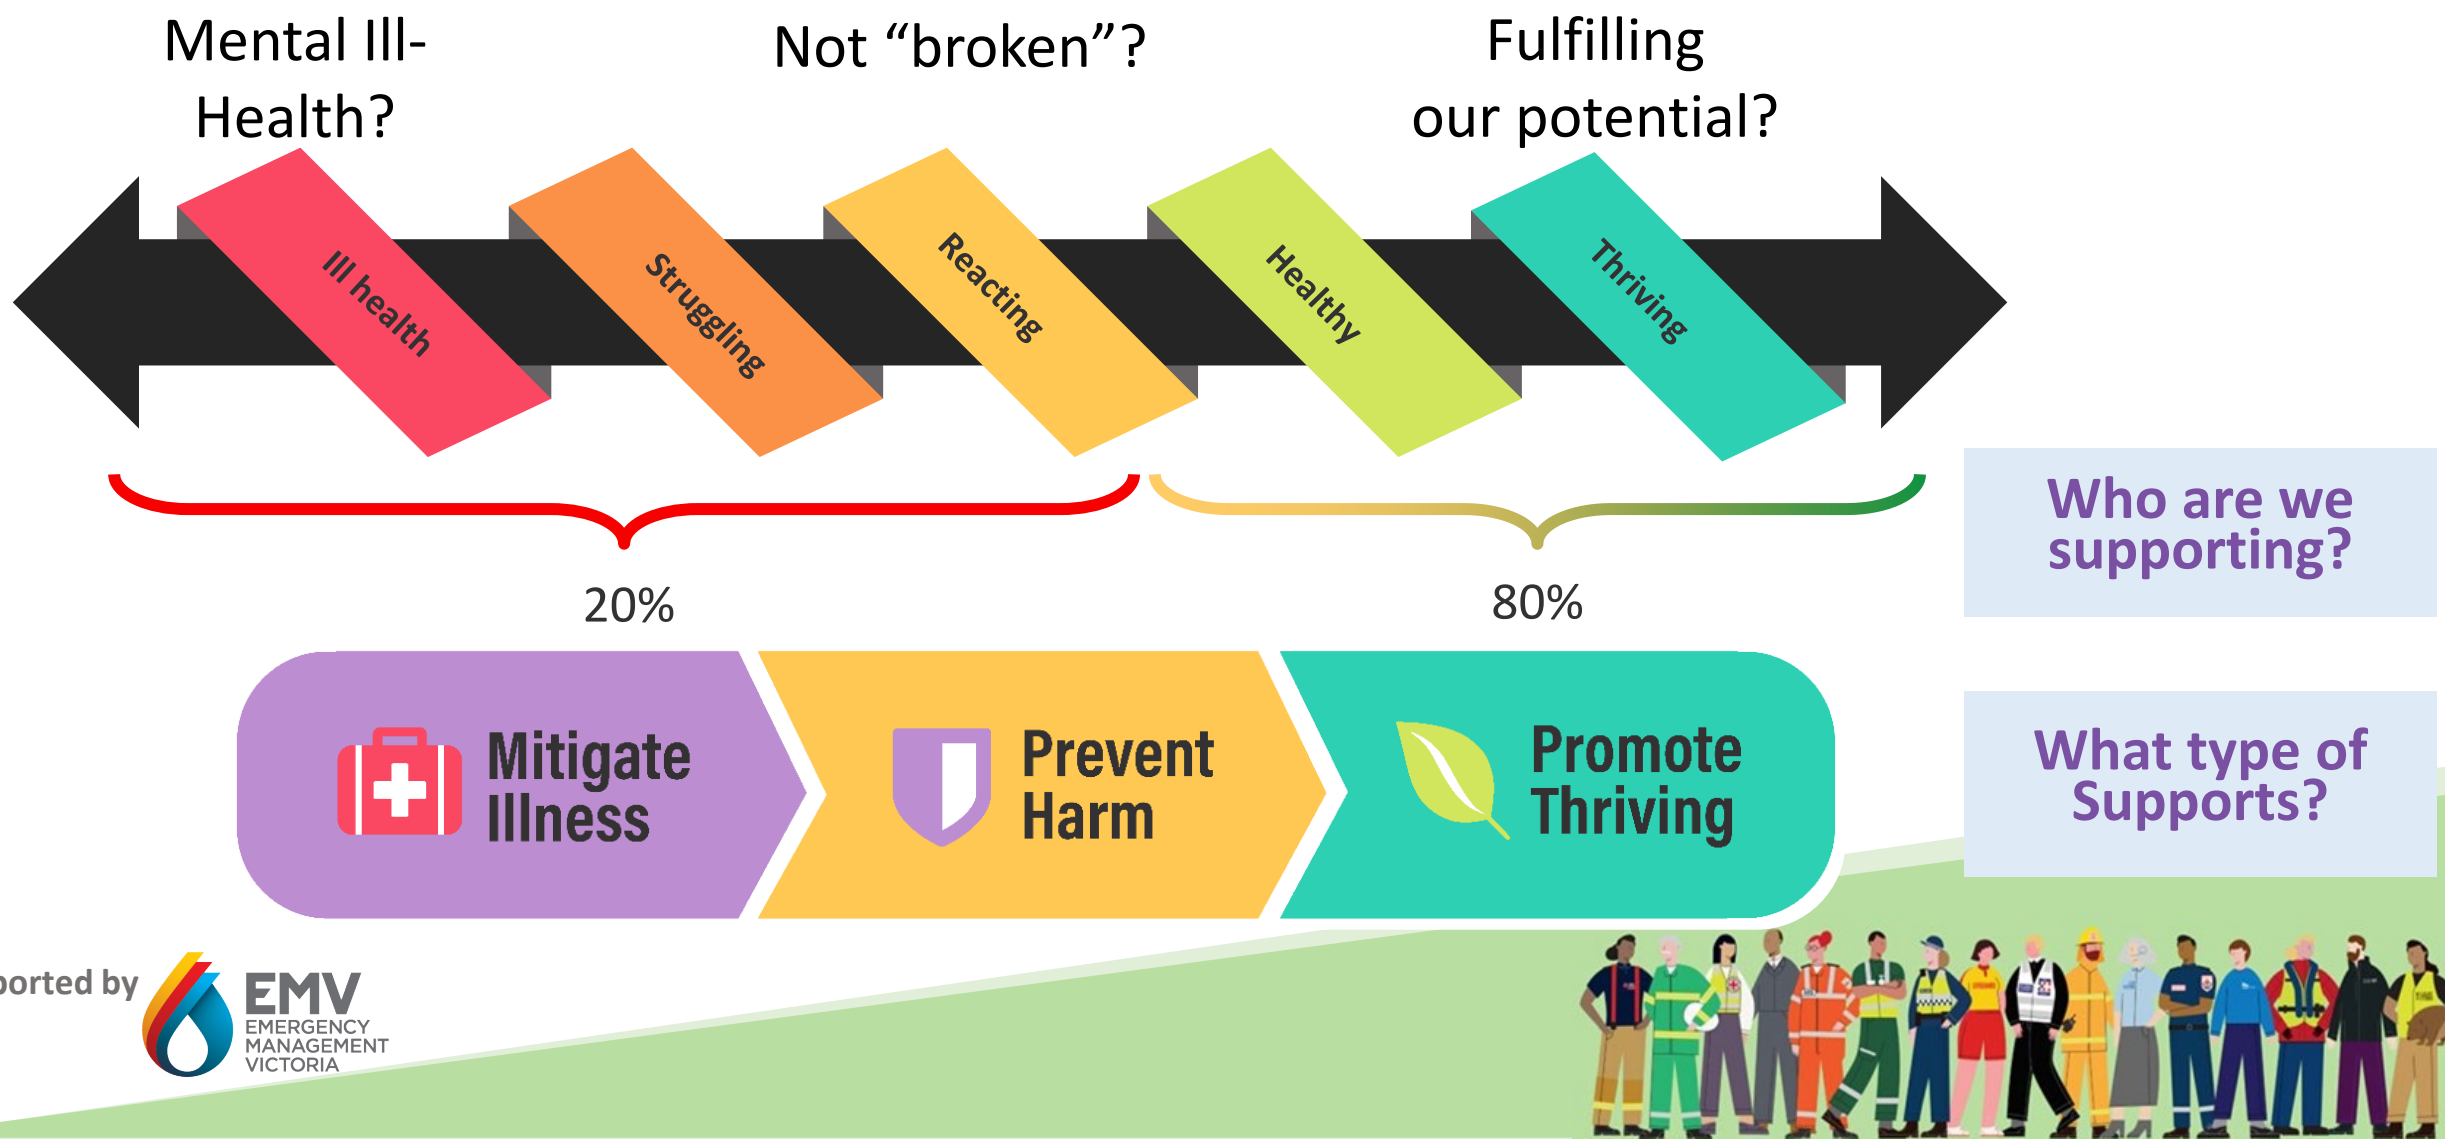 Mental Ill-
Health?
Not “broken”?
Fulfilling
our potential?
Ill health
Struggling
Reacting
Healthy
Thriving
20%
80%
Who are we
supporting?
Mitigate
Illness
Prevent
Harm
Promote
Thriving
What type of
Supports?
ported by
EMV
EMERGENCY
MANAGEMENT
VICTORIA